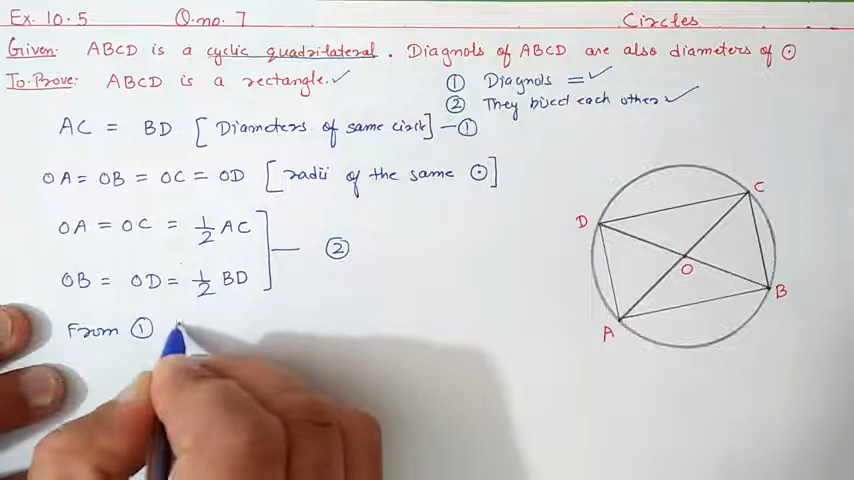 Ex. 10.5 Q.no. 7 Circles
Given: ABCD is a cyclic quadrilateral. Diagnols of ABCD are also diameters of ⊙
To Prove: ABCD is a rectangle. ✓ ① Diagnols = ✓
② They bisect each other ✓
AC = BD [Diameters of same circle] — ①
OA = OB = OC = OD [radii of the same ⊙]
OA = OC = 1/2 AC
— ②
OB = OD = 1/2 BD
From ①
D
C
O
B
A